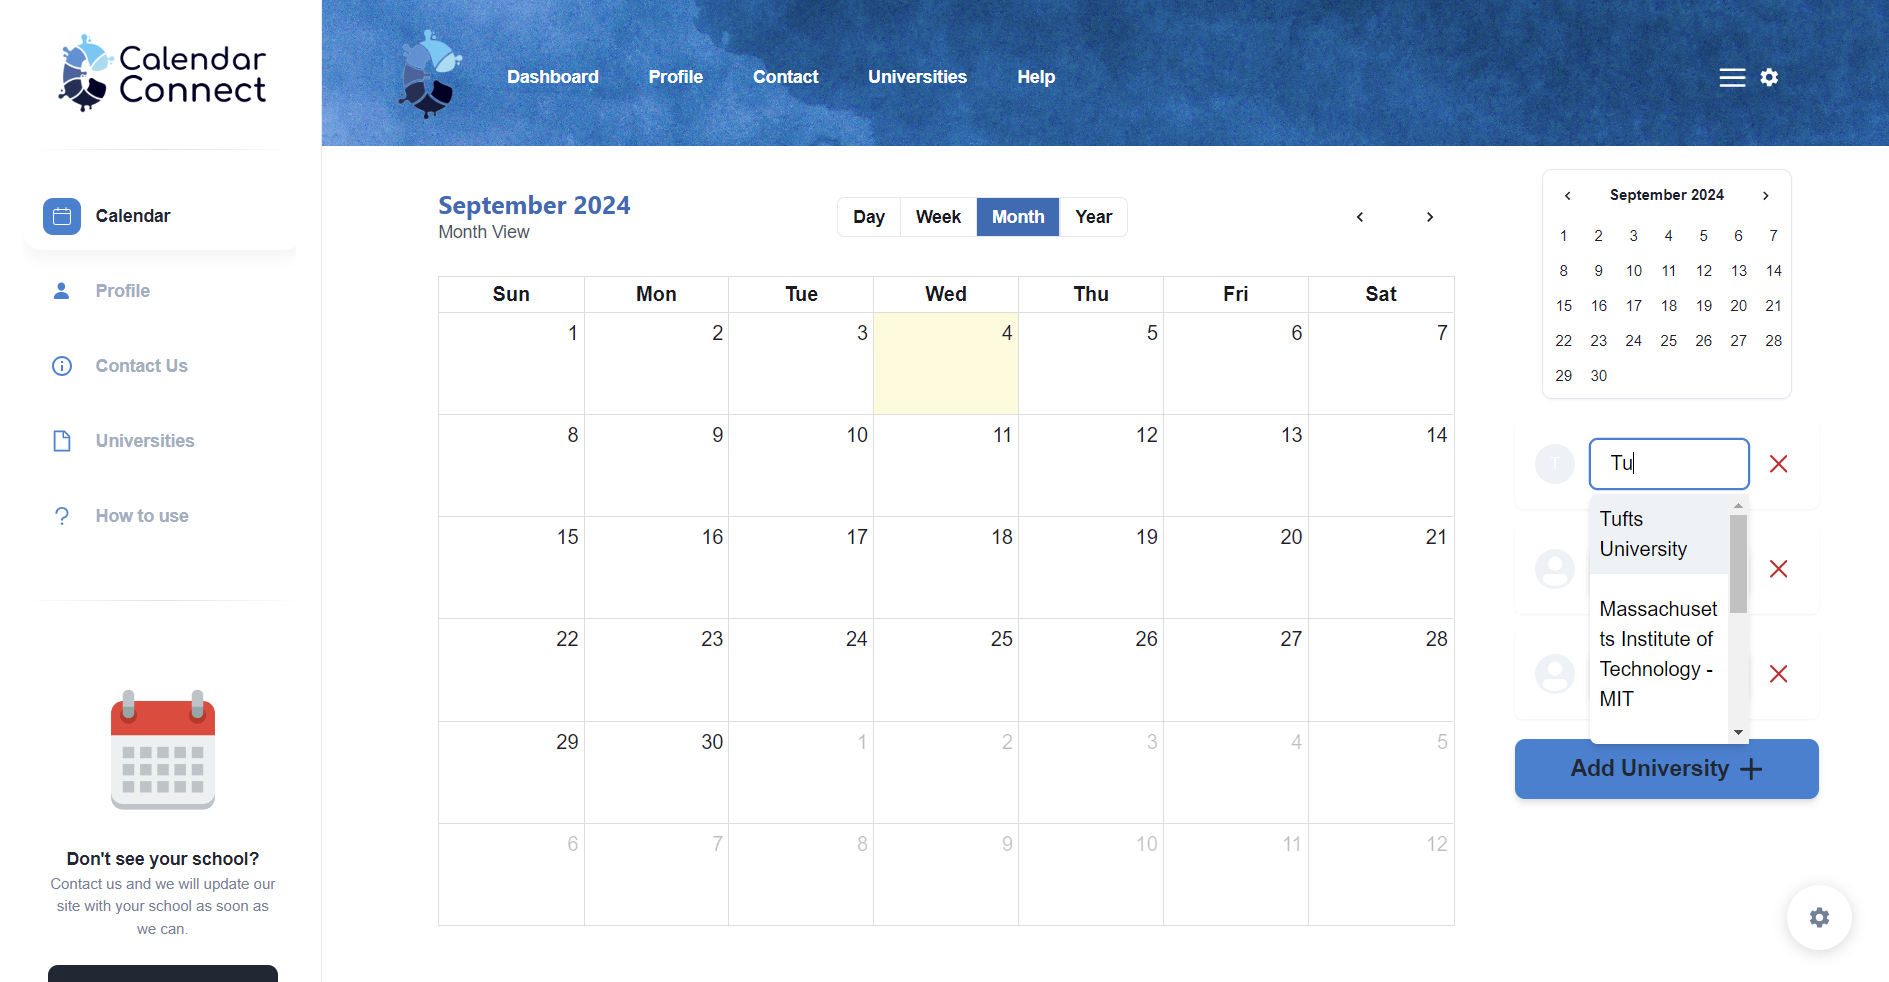 Calendar
Connect
Dashboard Profile Contact Universities Help
Calendar
Profile
Contact Us
Universities
How to use
Don't see your school?
Contact us and we will update our
site with your school as soon as
we can.
September 2024
Month View
Day Week Month Year
Sun Mon Tue Wed Thu Fri Sat
1 2 3 4 5 6 7
8 9 10 11 12 13 14
15 16 17 18 19 20 21
22 23 24 25 26 27 28
29 30 1 2 3 4 5
6 7 8 9 10 11 12
September 2024
1 2 3 4 5 6 7
8 9 10 11 12 13 14
15 16 17 18 19 20 21
22 23 24 25 26 27 28
29 30
T Tu
Tufts
University
Massachuset
ts Institute of
Technology -
MIT
Add University